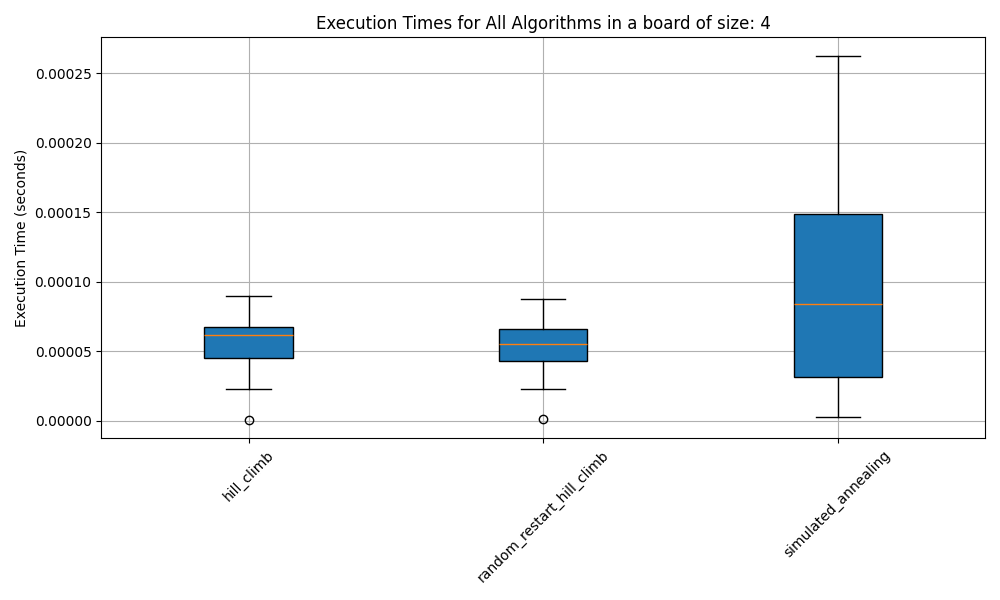 Execution Times for All Algorithms in a board of size: 4
Execution Time (seconds)
0.00025
0.00020
0.00015
0.00010
0.00005
0.00000
hill_climb
random_restart_hill_climb
simulated_annealing